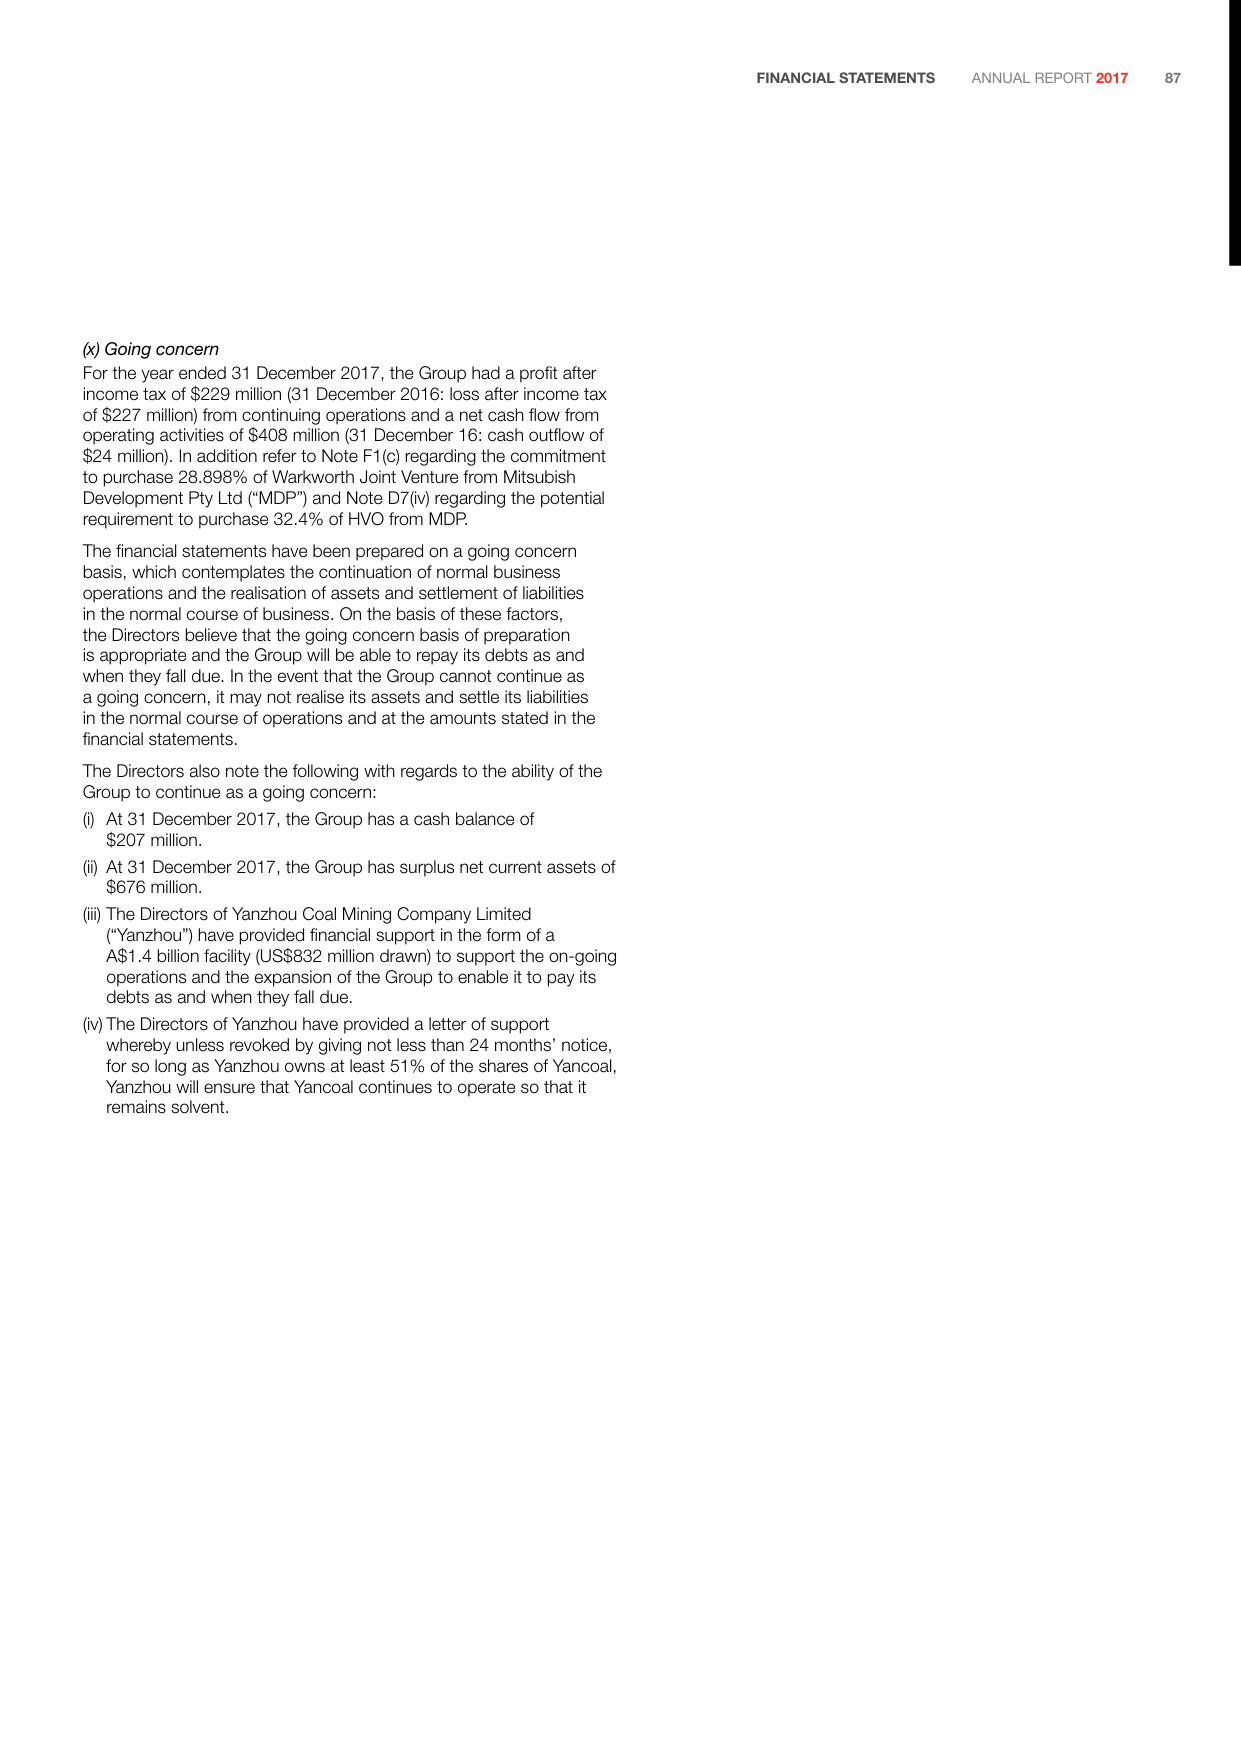 FINANCIAL STATEMENTS ANNUAL REPORT 2017 87
(x) Going concern
For the year ended 31 December 2017, the Group had a profit after
income tax of $229 million (31 December 2016: loss after income tax
of $227 million) from continuing operations and a net cash flow from
operating activities of $408 million (31 December 16: cash outflow of
$24 million). In addition refer to Note F1(c) regarding the commitment
to purchase 28.898% of Warkworth Joint Venture from Mitsubish
Development Pty Ltd (“MDP”) and Note D7(iv) regarding the potential
requirement to purchase 32.4% of HVO from MDP.
The financial statements have been prepared on a going concern
basis, which contemplates the continuation of normal business
operations and the realisation of assets and settlement of liabilities
in the normal course of business. On the basis of these factors,
the Directors believe that the going concern basis of preparation
is appropriate and the Group will be able to repay its debts as and
when they fall due. In the event that the Group cannot continue as
a going concern, it may not realise its assets and settle its liabilities
in the normal course of operations and at the amounts stated in the
financial statements.
The Directors also note the following with regards to the ability of the
Group to continue as a going concern:
(i) At 31 December 2017, the Group has a cash balance of
$207 million.
(ii) At 31 December 2017, the Group has surplus net current assets of
$676 million.
(iii) The Directors of Yanzhou Coal Mining Company Limited
(“Yanzhou”) have provided financial support in the form of a
A$1.4 billion facility (US$832 million drawn) to support the on-going
operations and the expansion of the Group to enable it to pay its
debts as and when they fall due.
(iv) The Directors of Yanzhou have provided a letter of support
whereby unless revoked by giving not less than 24 months’ notice,
for so long as Yanzhou owns at least 51% of the shares of Yancoal,
Yanzhou will ensure that Yancoal continues to operate so that it
remains solvent.